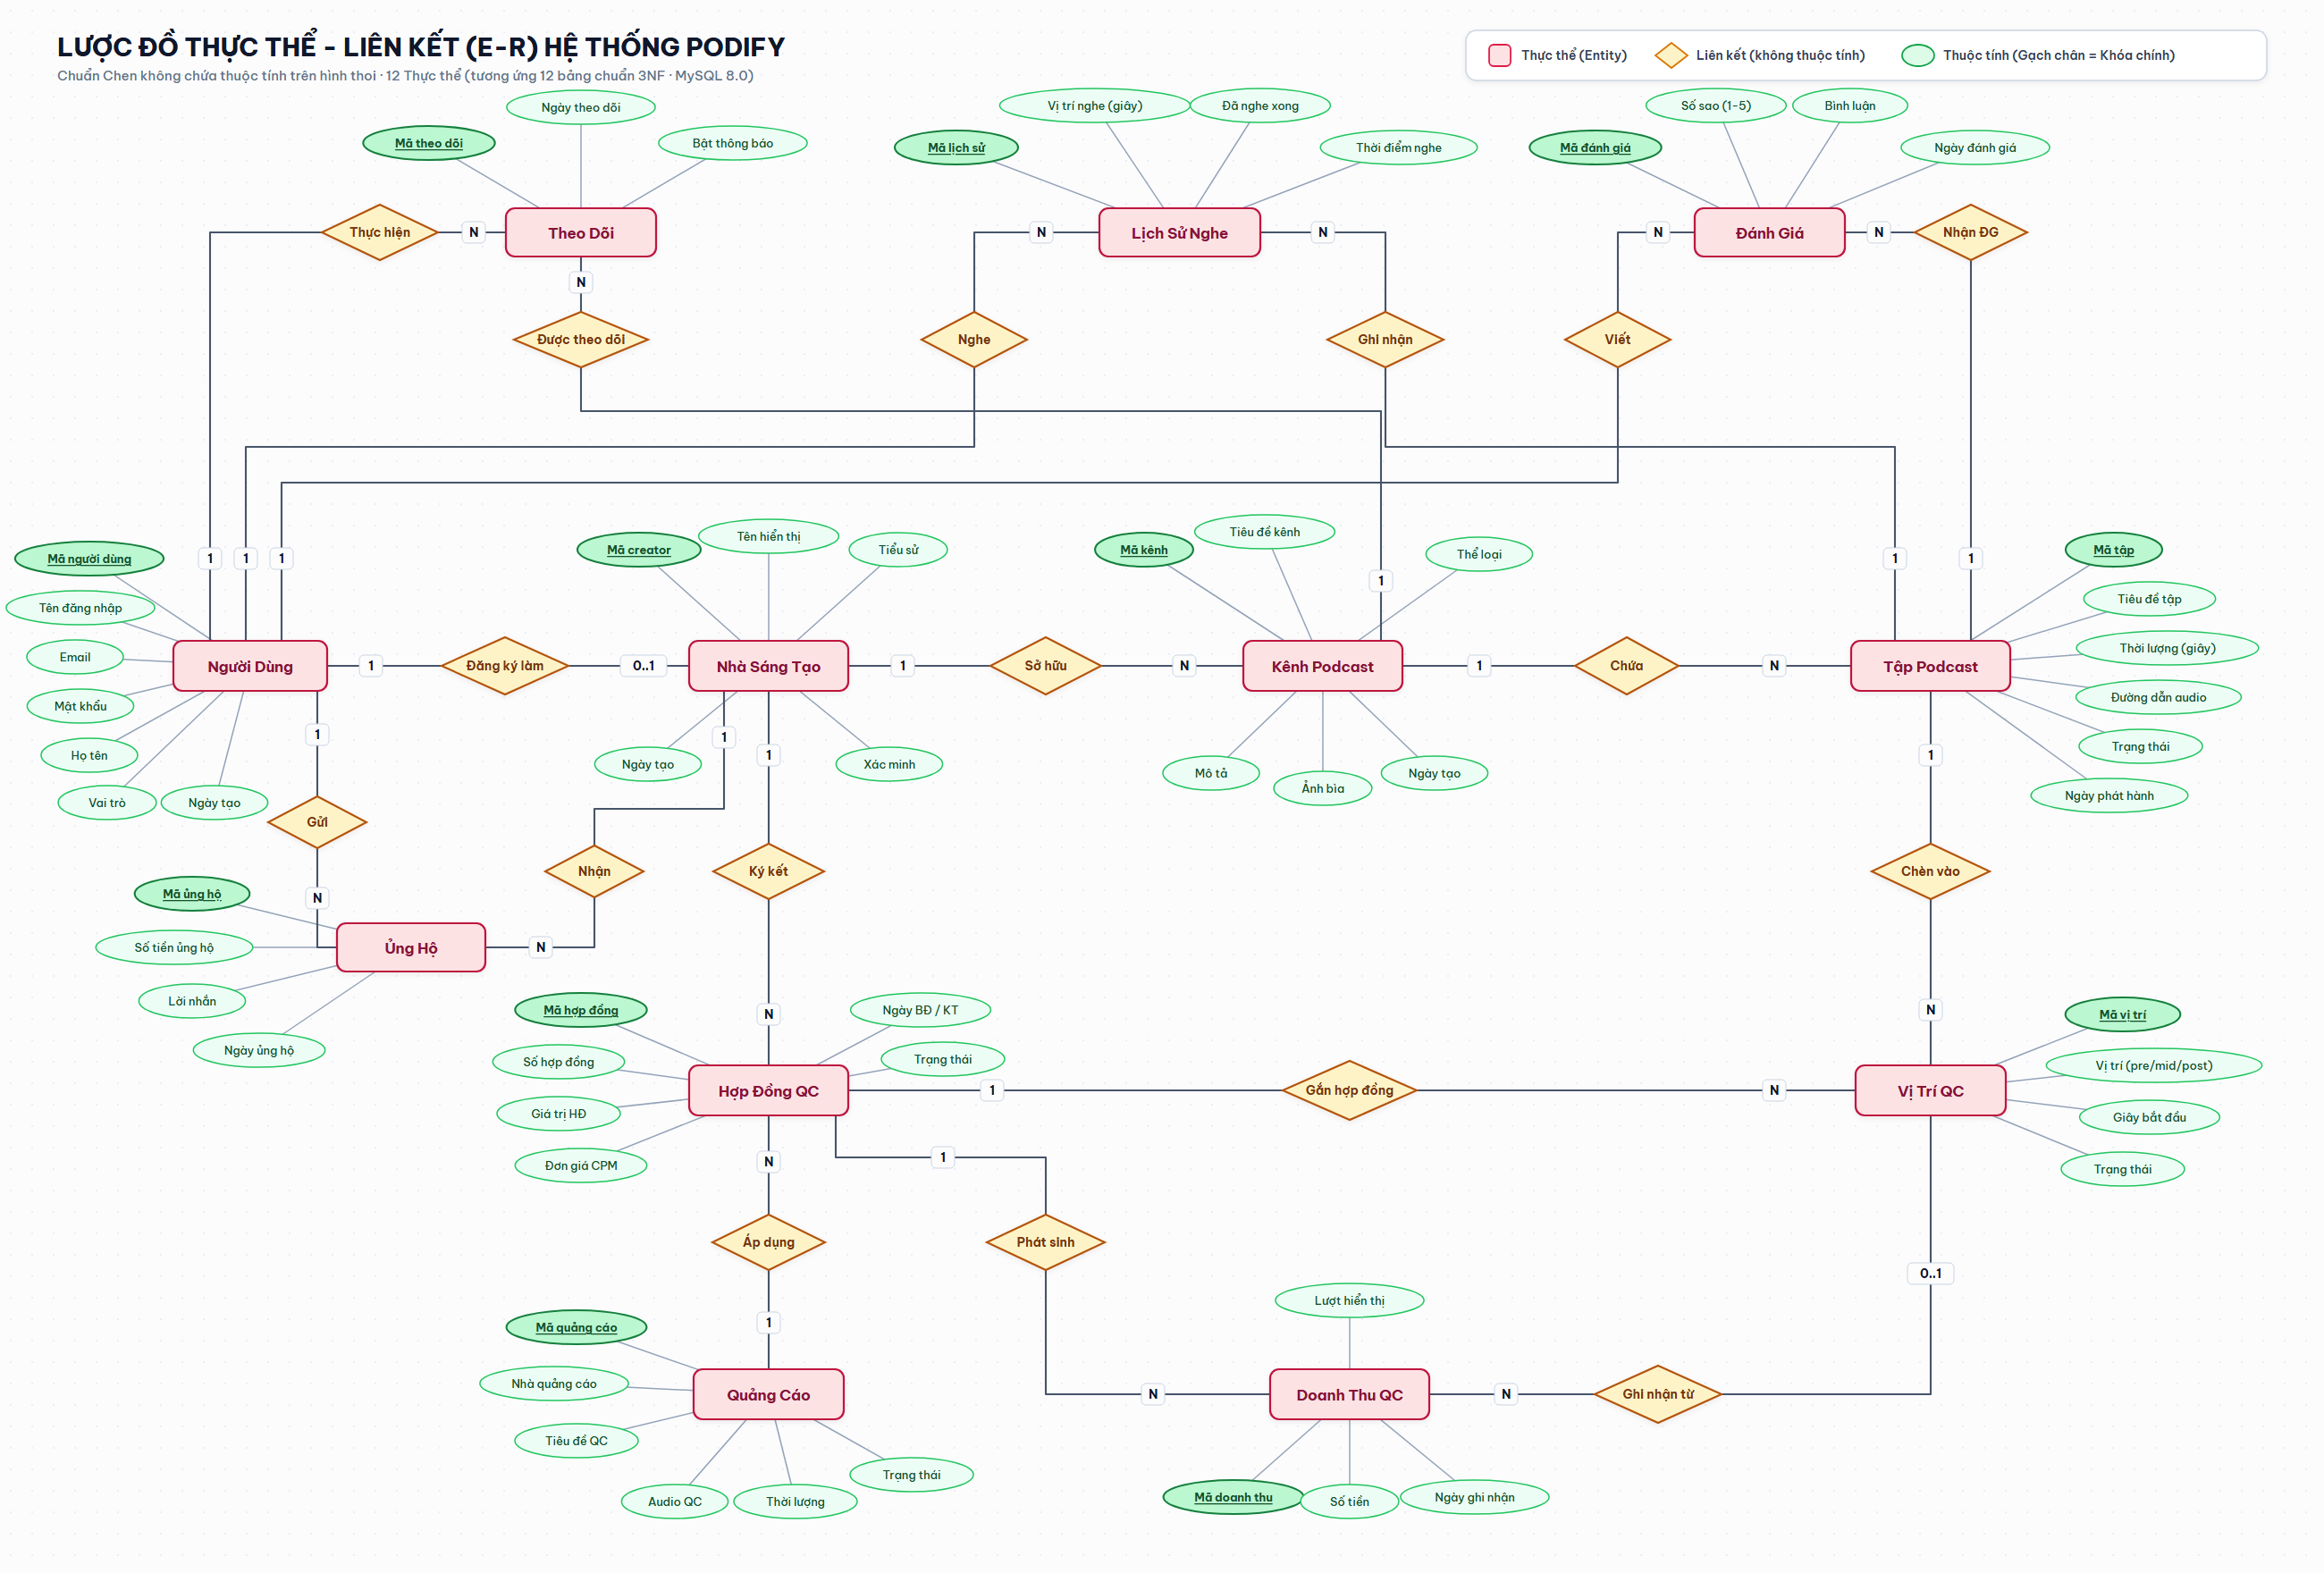 LƯỢC ĐỒ THỰC THỂ - LIÊN KẾT (E-R) HỆ THỐNG PODIFY
Chuẩn Chen không chứa thuộc tính trên hình thoi · 12 Thực thể (tương ứng 12 bảng chuẩn 3NF · MySQL 8.0)
Thực thể (Entity)
Liên kết (không thuộc tính)
Thuộc tính (Gạch chân = Khóa chính)
Ngày theo dõi
Mã theo dõi
Bật thông báo
Vị trí nghe (giây)
Đã nghe xong
Mã lịch sử
Thời điểm nghe
Số sao (1-5)
Bình luận
Mã đánh giá
Ngày đánh giá
Thực hiện
N
Theo Dõi
N
Lịch Sử Nghe
N
N
Đánh Giá
N
Nhận ĐG
N
Được theo dõi
Nghe
Ghi nhận
Viết
Mã người dùng
1
1
1
Mã creator
Tên hiển thị
Tiểu sử
Mã kênh
Tiêu đề kênh
Thể loại
1
1
1
Mã tập
Tên đăng nhập
Tiêu đề tập
Email
Người Dùng
1
Đăng ký làm
0..1
Nhà Sáng Tạo
1
Sở hữu
N
Kênh Podcast
1
Chứa
N
Tập Podcast
Thời lượng (giây)
Mật khẩu
Đường dẫn audio
Họ tên
1
Ngày tạo
1
1
Xác minh
Mô tả
Ảnh bìa
Ngày tạo
1
Trạng thái
Vai trò
Ngày tạo
Ngày phát hành
Gửi
Nhận
Ký kết
Chèn vào
Mã ủng hộ
N
Số tiền ủng hộ
Ủng Hộ
N
Lời nhắn
Ngày ủng hộ
Mã hợp đồng
N
Ngày BĐ / KT
N
Mã vị trí
Số hợp đồng
Trạng thái
Vị trí (pre/mid/post)
Hợp Đồng QC
1
Gắn hợp đồng
N
Vị Trí QC
Giá trị HĐ
Giây bắt đầu
Đơn giá CPM
N
1
Trạng thái
Áp dụng
Phát sinh
0..1
Lượt hiển thị
Mã quảng cáo
1
Nhà quảng cáo
Quảng Cáo
N
Doanh Thu QC
N
Ghi nhận từ
Tiêu đề QC
Trạng thái
Audio QC
Thời lượng
Mã doanh thu
Số tiền
Ngày ghi nhận